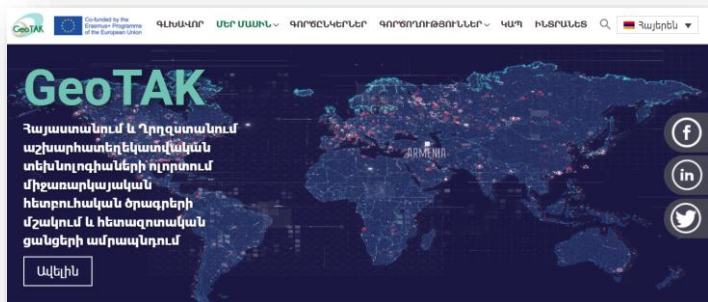 GeoTAK
Co-funded by the
Erasmus+ Programme
of the European Union
ԳԼԽԱՎՈՐ ՄԵՐ ՄԱՍԻՆ ԳՈՐԾԸՆԿԵՐՆԵՐ ԳՈՐԾՈՂՈՒԹՅՈՒՆՆԵՐ ԿԱՊ ԻՆՏՐԱՆԵՏ Հայերեն
GeoTAK
Հայաստանում և Ղրղզստանում
աշխարհատեղեկատվական
տեխնոլոգիաների ոլորտում
միջառարկայական
հետբուհական ծրագրերի
մշակում և հետազոտական
ցանցերի ամրապնդում
Ավելին
ARMENIA